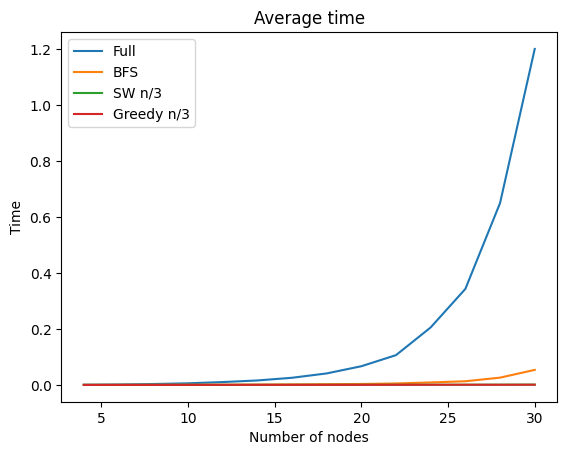 Average time
Full
BFS
SW n/3
Greedy n/3
1.2
1.0
0.8
0.6
0.4
0.2
0.0
Time
5 10 15 20 25 30
Number of nodes